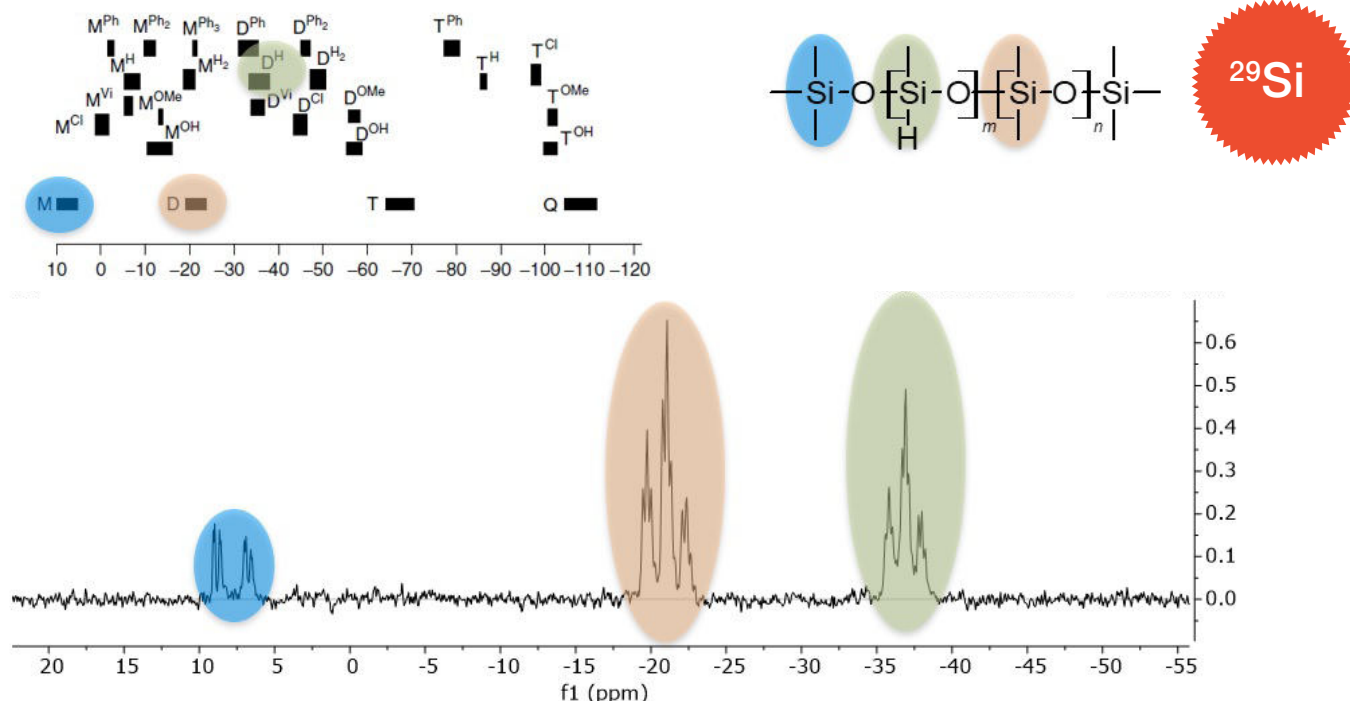 M^Ph M^Ph₂ M^Ph₃ D^Ph D^Ph₂ T^Ph
M^H M^H₂ D^H D^H₂ T^H T^Cl
M^Vi M^OMe D^Vi D^Cl D^OMe T^OMe
M^Cl M^OH D^OH T^OH
M D T Q
10 0 –10 –20 –30 –40 –50 –60 –70 –80 –90 –100 –110 –120
Si O Si O Si O Si
H m n
²⁹Si
0.6
0.5
0.4
0.3
0.2
0.1
0.0
20 15 10 5 0 -5 -10 -15 -20 -25 -30 -35 -40 -45 -50 -55
f1 (ppm)